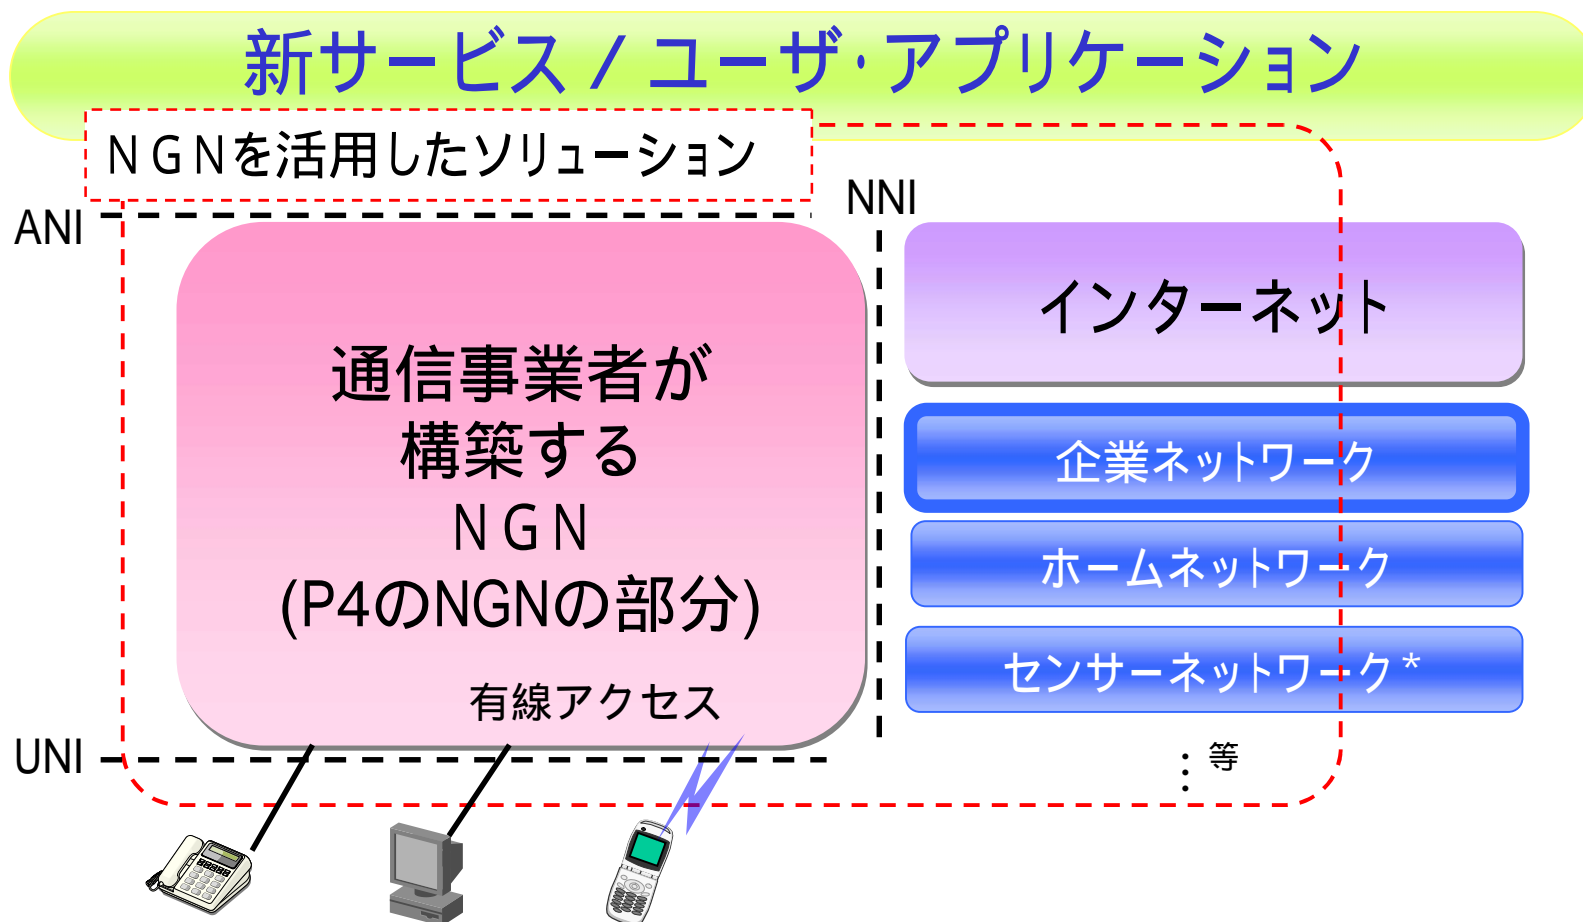 新サービス / ユーザ・アプリケーション
NGNを活用したソリューション
ANI
NNI
通信事業者が
構築する
NGN
(P4のNGNの部分)
有線アクセス
インターネット
企業ネットワーク
ホームネットワーク
センサーネットワーク*
⋮等
UNI